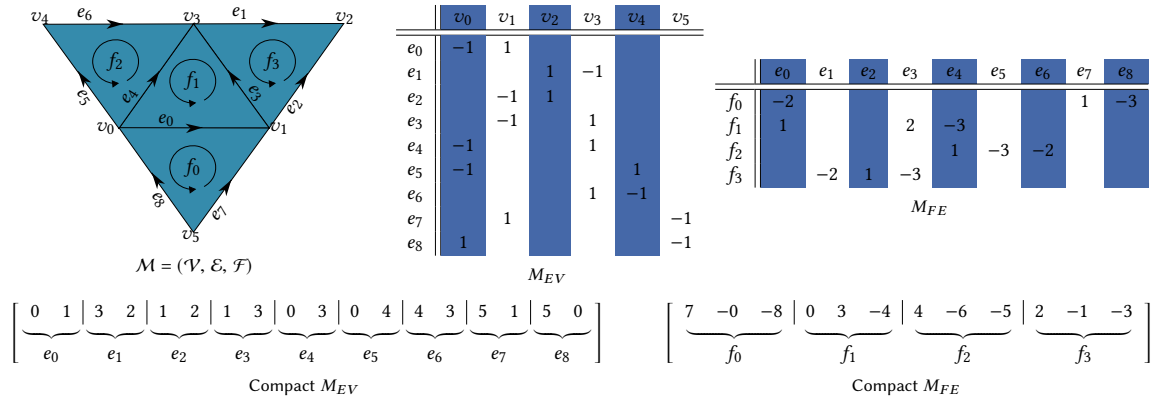 v4 e6 v3 e1 v2
f2 f1 f3
e5 e4 e3 e2
v0 e0 v1
f0
e8 e7
v5
M = (V, E, F)
v0 v1 v2 v3 v4 v5
e0 −1 1
e1 1 −1
e2 −1 1
e3 −1 1
e4 −1 1
e5 −1 1
e6 1 −1
e7 1 −1
e8 1 −1
M_EV
e0 e1 e2 e3 e4 e5 e6 e7 e8
f0 −2 1 −3
f1 1 2 −3
f2 1 −3 −2
f3 −2 1 −3
M_FE
[ 0 1 | 3 2 | 1 2 | 1 3 | 0 3 | 0 4 | 4 3 | 5 1 | 5 0 ]
e0 e1 e2 e3 e4 e5 e6 e7 e8
Compact M_EV
[ 7 −0 −8 | 0 3 −4 | 4 −6 −5 | 2 −1 −3 ]
f0 f1 f2 f3
Compact M_FE